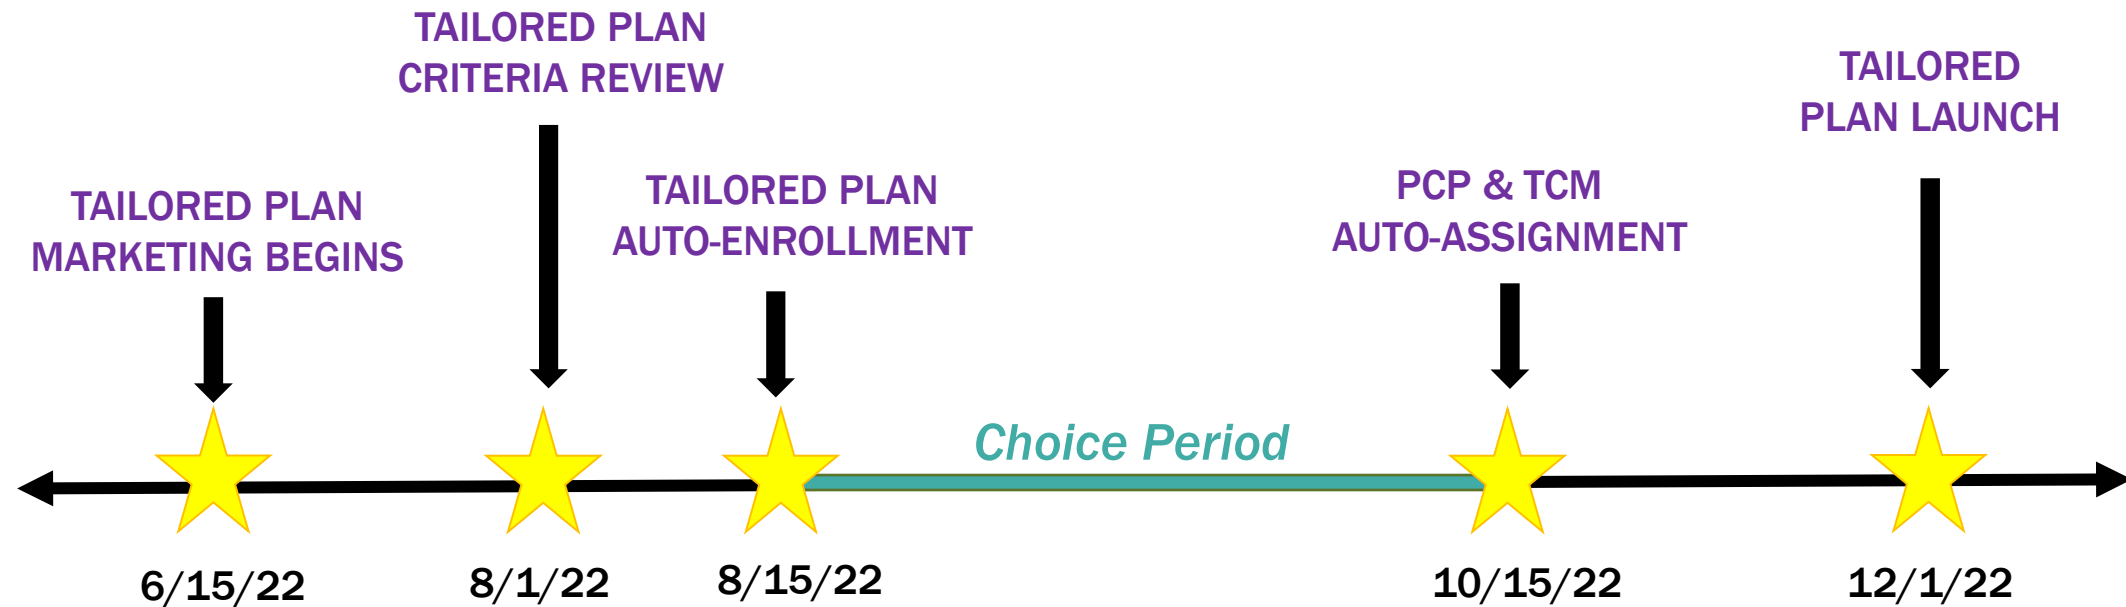 TAILORED PLAN
MARKETING BEGINS
TAILORED PLAN
CRITERIA REVIEW
TAILORED PLAN
AUTO-ENROLLMENT
PCP & TCM
AUTO-ASSIGNMENT
TAILORED
PLAN LAUNCH
Choice Period
6/15/22
8/1/22
8/15/22
10/15/22
12/1/22